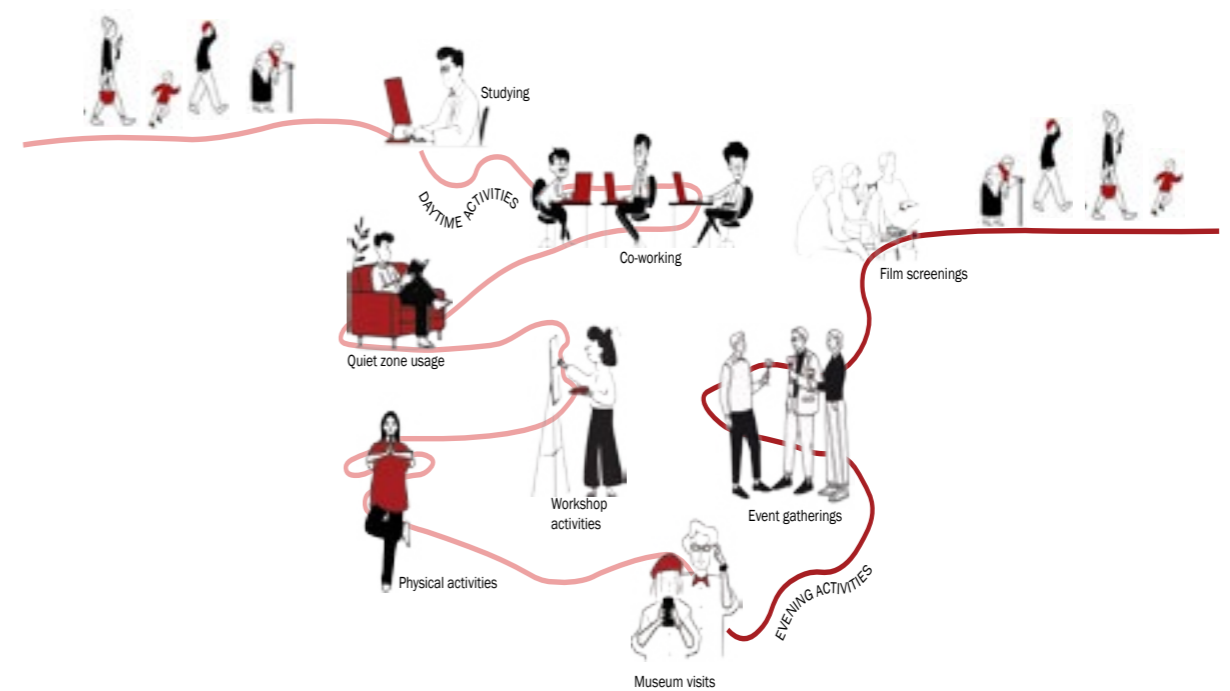 Studying
DAYTIME ACTIVITIES
Co-working
Film screenings
Quiet zone usage
Workshop
activities
Event gatherings
Physical activities
EVENING ACTIVITIES
Museum visits